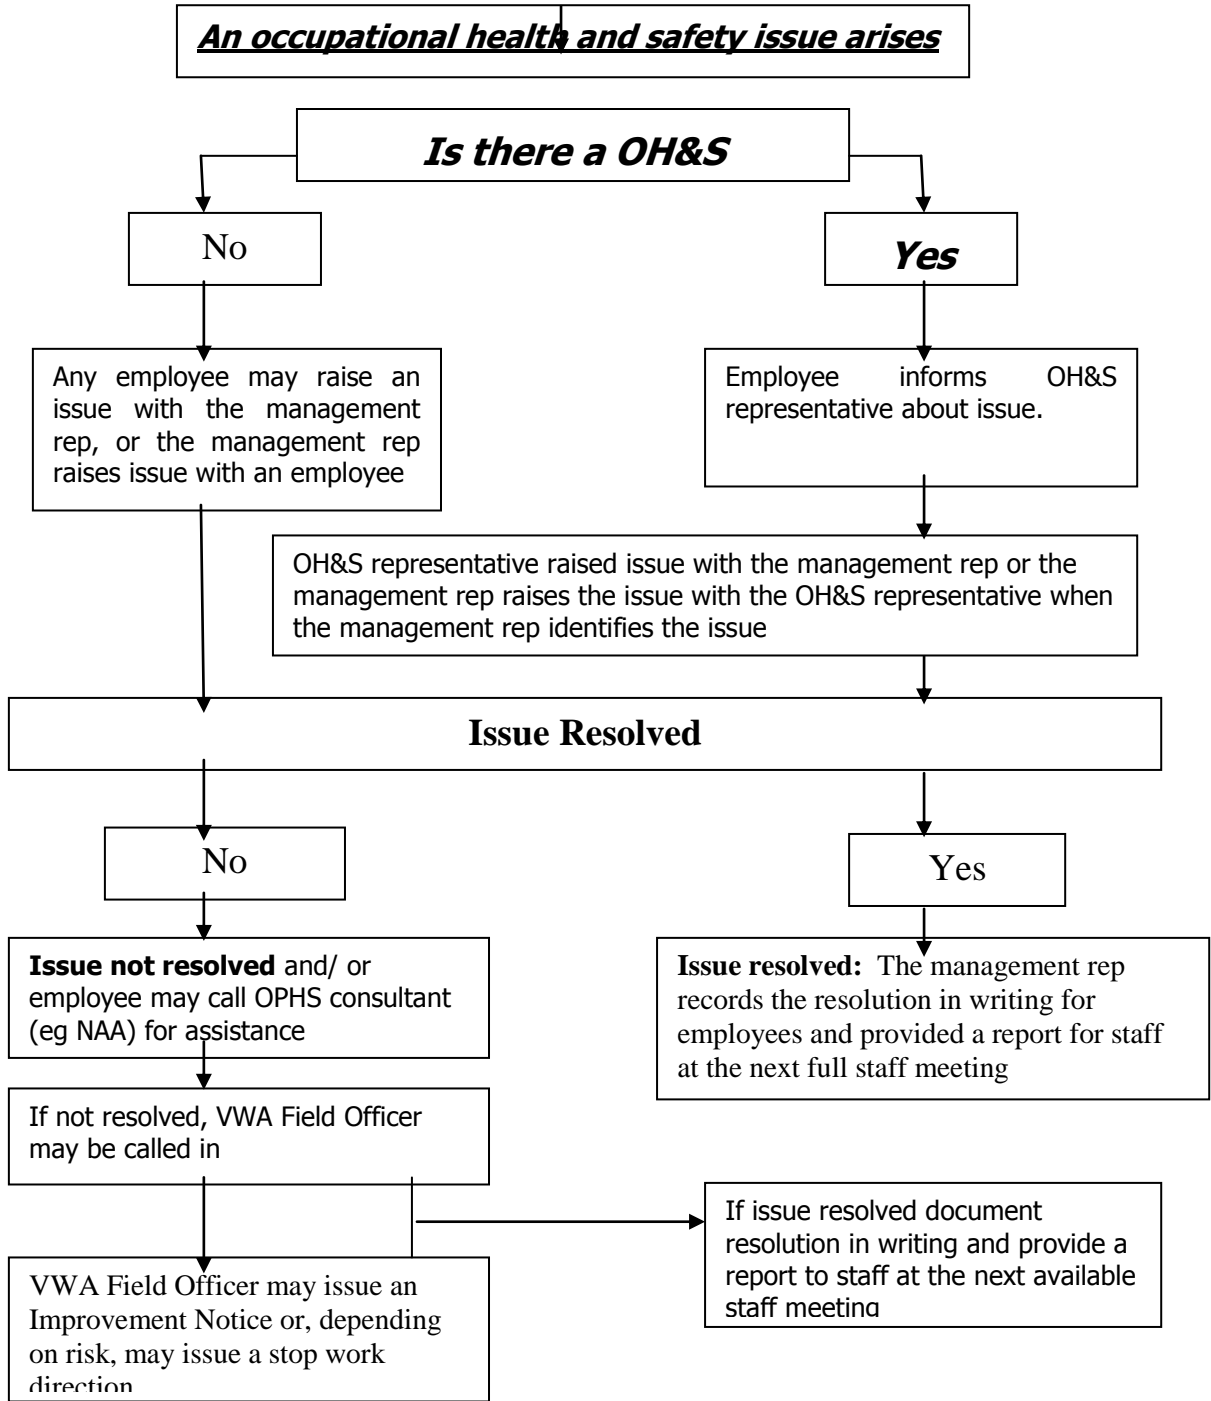 An occupational health and safety issue arises
Is there a OH&S
No
Yes
Any employee may raise an
issue with the management
rep, or the management rep
raises issue with an employee
Employee informs OH&S
representative about issue.
OH&S representative raised issue with the management rep or the
management rep raises the issue with the OH&S representative when
the management rep identifies the issue
Issue Resolved
No
Yes
Issue not resolved and/ or
employee may call OPHS consultant
(eg NAA) for assistance
Issue resolved: The management rep
records the resolution in writing for
employees and provided a report for staff
at the next full staff meeting
If not resolved, VWA Field Officer
may be called in
If issue resolved document
resolution in writing and provide a
report to staff at the next available
staff meeting
VWA Field Officer may issue an
Improvement Notice or, depending
on risk, may issue a stop work
direction